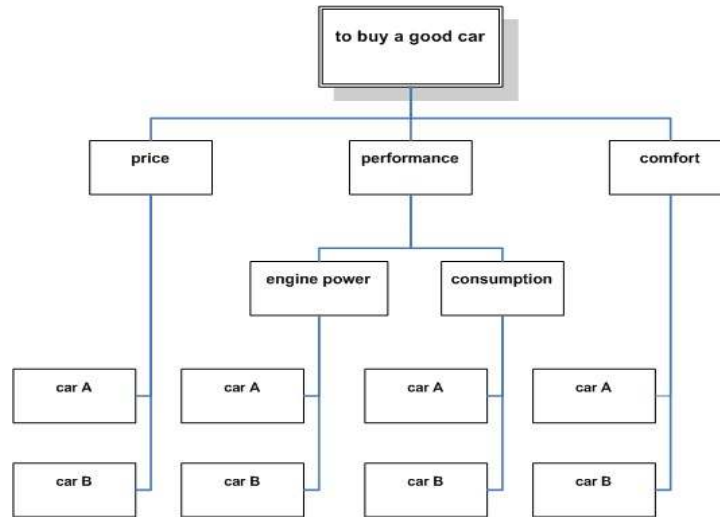 to buy a good car
price
performance
comfort
engine power
consumption
car A
car A
car A
car A
car B
car B
car B
car B